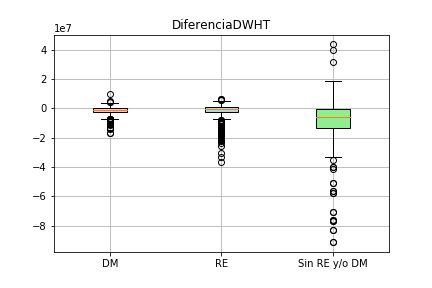 DiferenciaDWHT
1e7
4
2
0
−2
−4
−6
−8
DM
RE
Sin RE y/o DM